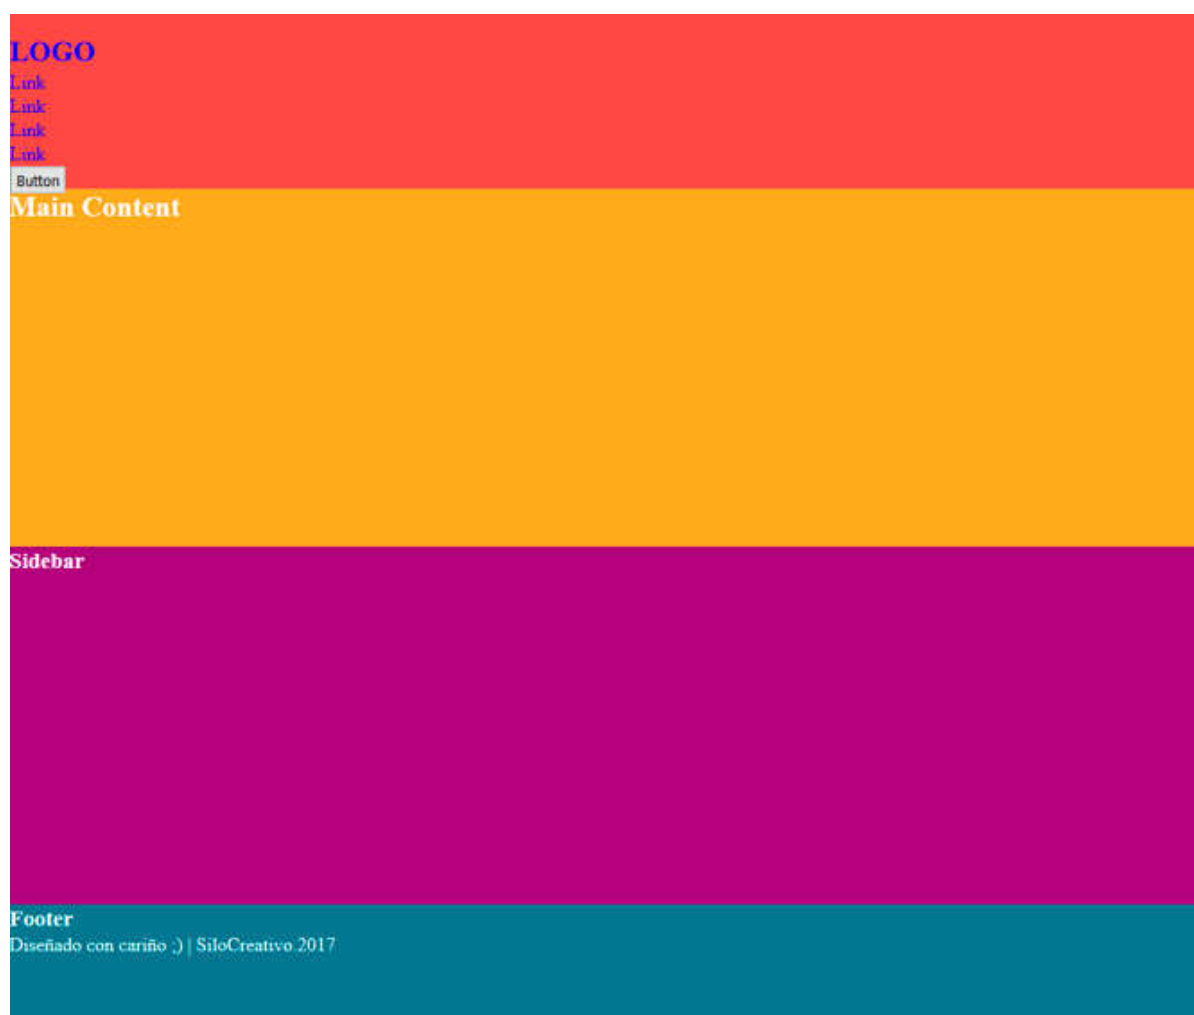 LOGO
Link
Link
Link
Link
Button
Main Content
Sidebar
Footer
Diseñado con cariño ;) | SiloCreativo 2017